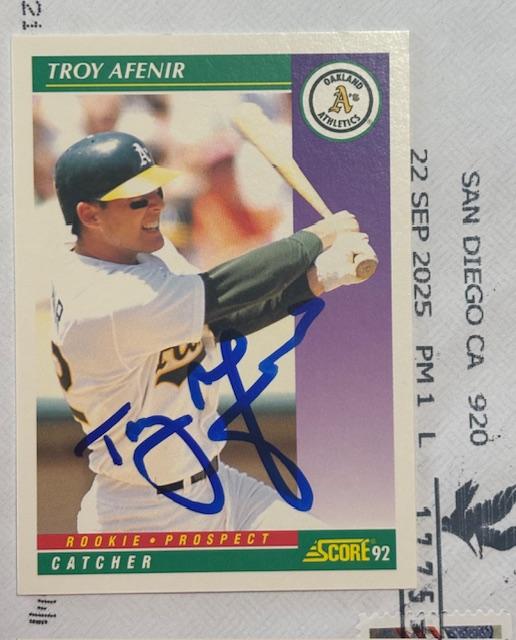 TROY AFENIR
OAKLAND
A's
ATHLETICS
A's
ROOKIE • PROSPECT
CATCHER
SCORE 92
SAN DIEGO CA 920
22 SEP 2025 PM 1 L